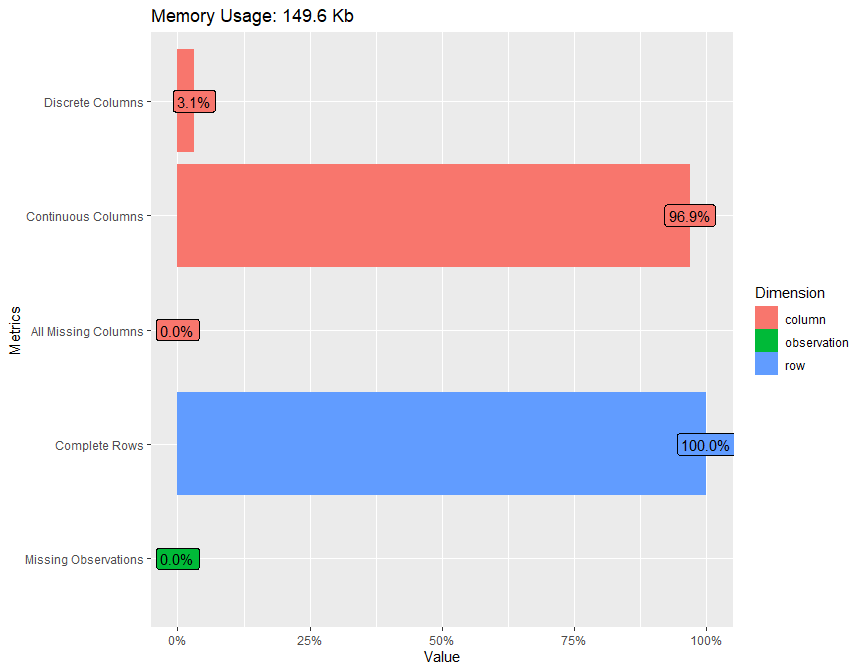 Memory Usage: 149.6 Kb
Discrete Columns
3.1%
Continuous Columns
96.9%
All Missing Columns
0.0%
Complete Rows
100.0%
Missing Observations
0.0%
Metrics
0%
25%
50%
75%
100%
Value
Dimension
column
observation
row